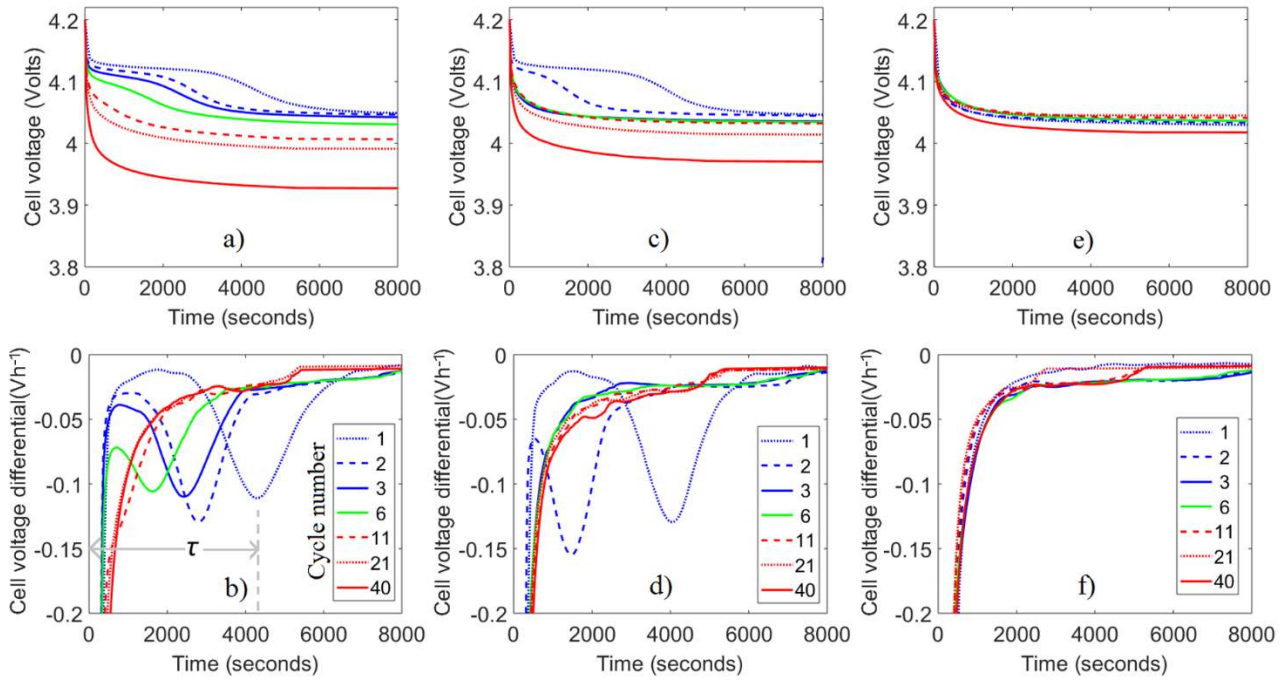 Cell voltage (Volts)
4.2
4.1
4
3.9
3.8
a)
0 2000 4000 6000 8000
Time (seconds)
Cell voltage (Volts)
4.2
4.1
4
3.9
3.8
c)
0 2000 4000 6000 8000
Time (seconds)
Cell voltage (Volts)
4.2
4.1
4
3.9
3.8
e)
0 2000 4000 6000 8000
Time (seconds)
Cell voltage differential(Vh⁻¹)
0
-0.05
-0.1
-0.15
-0.2
τ
b)
Cycle number
1
2
3
6
11
21
40
0 2000 4000 6000 8000
Time (seconds)
Cell voltage differential(Vh⁻¹)
0
-0.05
-0.1
-0.15
-0.2
d)
1
2
3
6
11
21
40
0 2000 4000 6000 8000
Time (seconds)
Cell voltage differential(Vh⁻¹)
0
-0.05
-0.1
-0.15
-0.2
f)
1
2
3
6
11
21
40
0 2000 4000 6000 8000
Time (seconds)